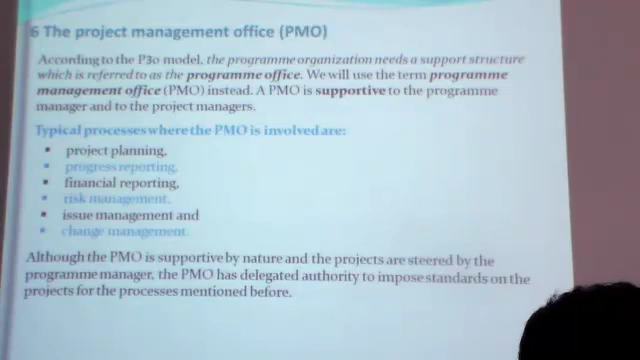 6 The project management office (PMO)
According to the P3o model, the programme organization needs a support structure
which is referred to as the programme office. We will use the term programme
management office (PMO) instead. A PMO is supportive to the programme
manager and to the project managers.
Typical processes where the PMO is involved are:
▪ project planning,
▪ progress reporting,
▪ financial reporting,
▪ risk management,
▪ issue management and
▪ change management.
Although the PMO is supportive by nature and the projects are steered by the
programme manager, the PMO has delegated authority to impose standards on the
projects for the processes mentioned before.